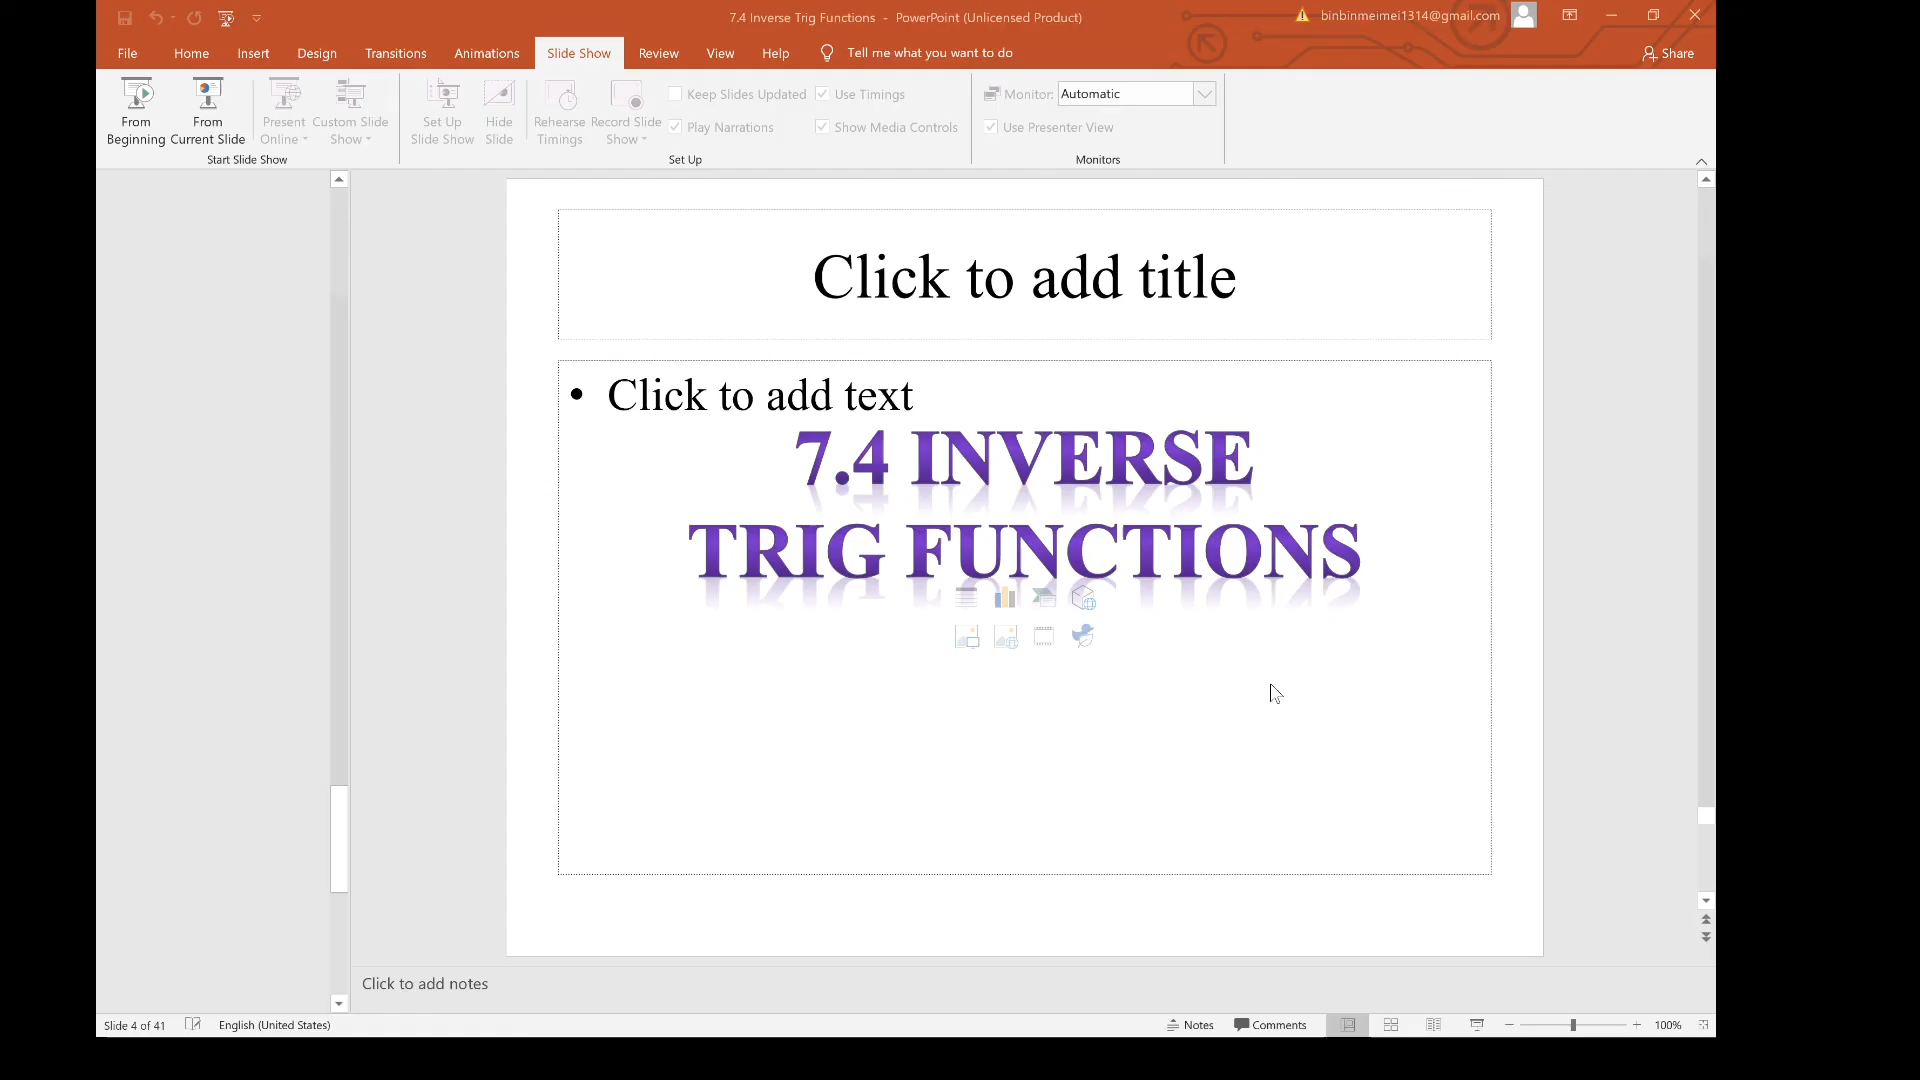 7.4 Inverse Trig Functions - PowerPoint (Unlicensed Product)
binbinmeimei1314@gmail.com
File Home Insert Design Transitions Animations Slide Show Review View Help Tell me what you want to do Share
From Beginning
From Current Slide
Present Online
Custom Slide Show
Set Up Slide Show
Hide Slide
Rehearse Timings
Record Slide Show
Keep Slides Updated
Use Timings
Play Narrations
Show Media Controls
Monitor: Automatic
Use Presenter View
Start Slide Show
Set Up
Monitors
Click to add title
• Click to add text
7.4 INVERSE
TRIG FUNCTIONS
Click to add notes
Slide 4 of 41 English (United States) Notes Comments 100%